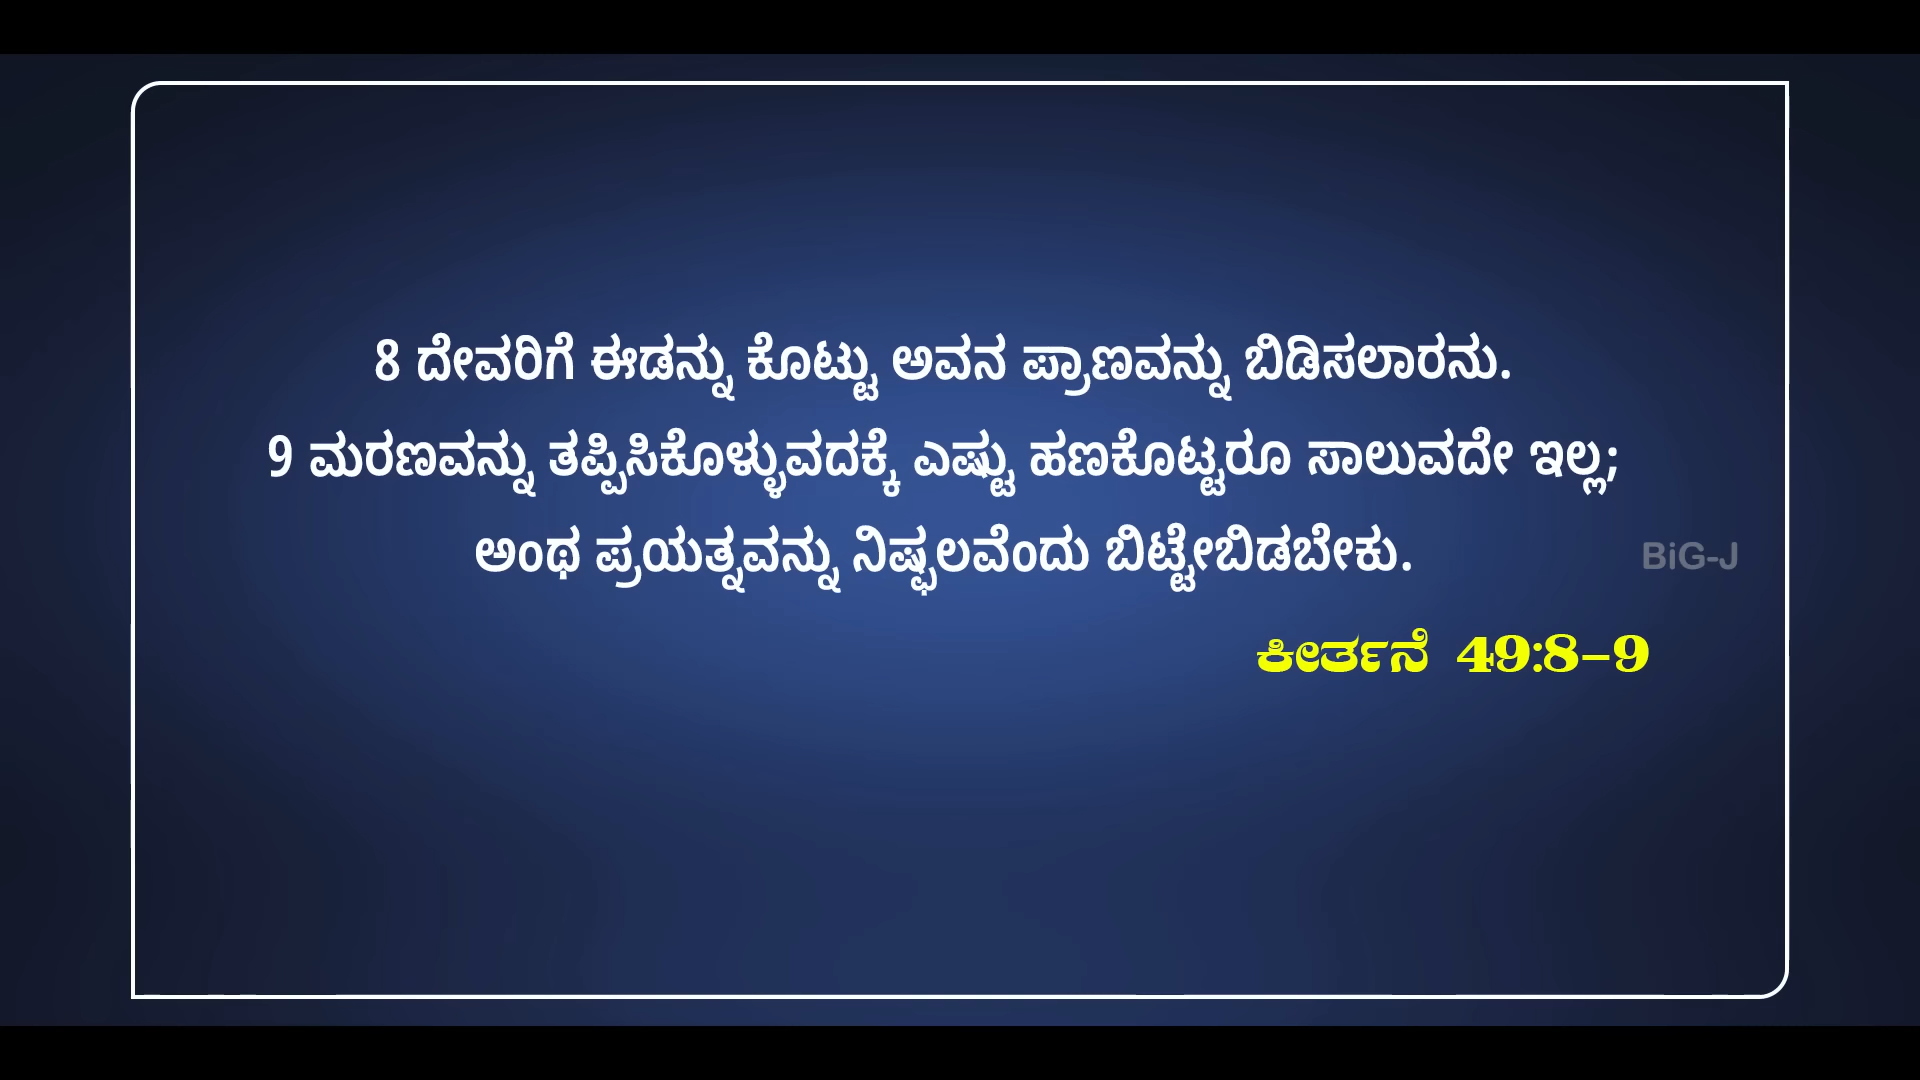 8 ದೇವರಿಗೆ ಈಡನ್ನು ಕೊಟ್ಟು ಅವನ ಪ್ರಾಣವನ್ನು ಬಿಡಿಸಲಾರನು.
9 ಮರಣವನ್ನು ತಪ್ಪಿಸಿಕೊಳ್ಳುವದಕ್ಕೆ ಎಷ್ಟು ಹಣಕೊಟ್ಟರೂ ಸಾಲುವದೇ ಇಲ್ಲ;
ಅಂಥ ಪ್ರಯತ್ನವನ್ನು ನಿಷ್ಫಲವೆಂದು ಬಿಟ್ಟೇಬಿಡಬೇಕು.
BiG-J
ಕೀರ್ತನೆ 49:8-9